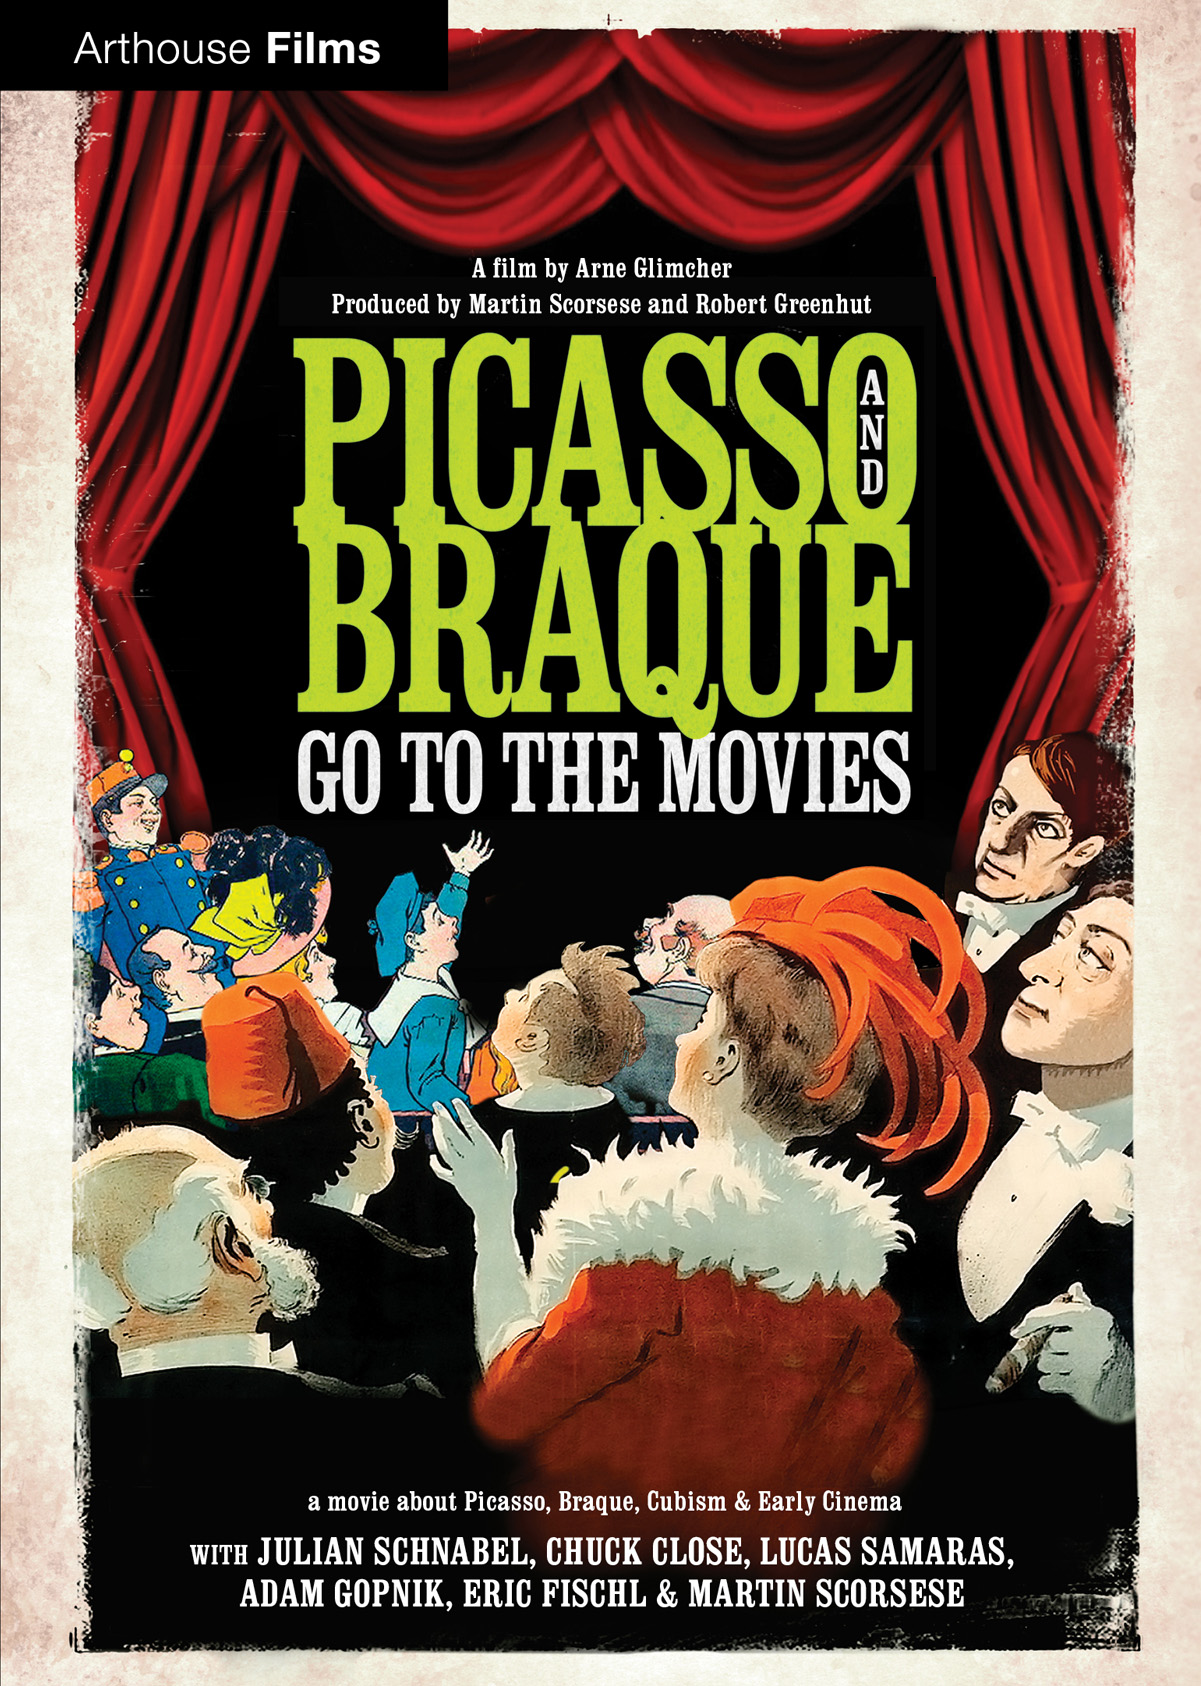 Arthouse Films
A film by Arne Glimcher
Produced by Martin Scorsese and Robert Greenhut
PICASSO AND
BRAQUE
GO TO THE MOVIES
a movie about Picasso, Braque, Cubism & Early Cinema
WITH JULIAN SCHNABEL, CHUCK CLOSE, LUCAS SAMARAS,
ADAM GOPNIK, ERIC FISCHL & MARTIN SCORSESE